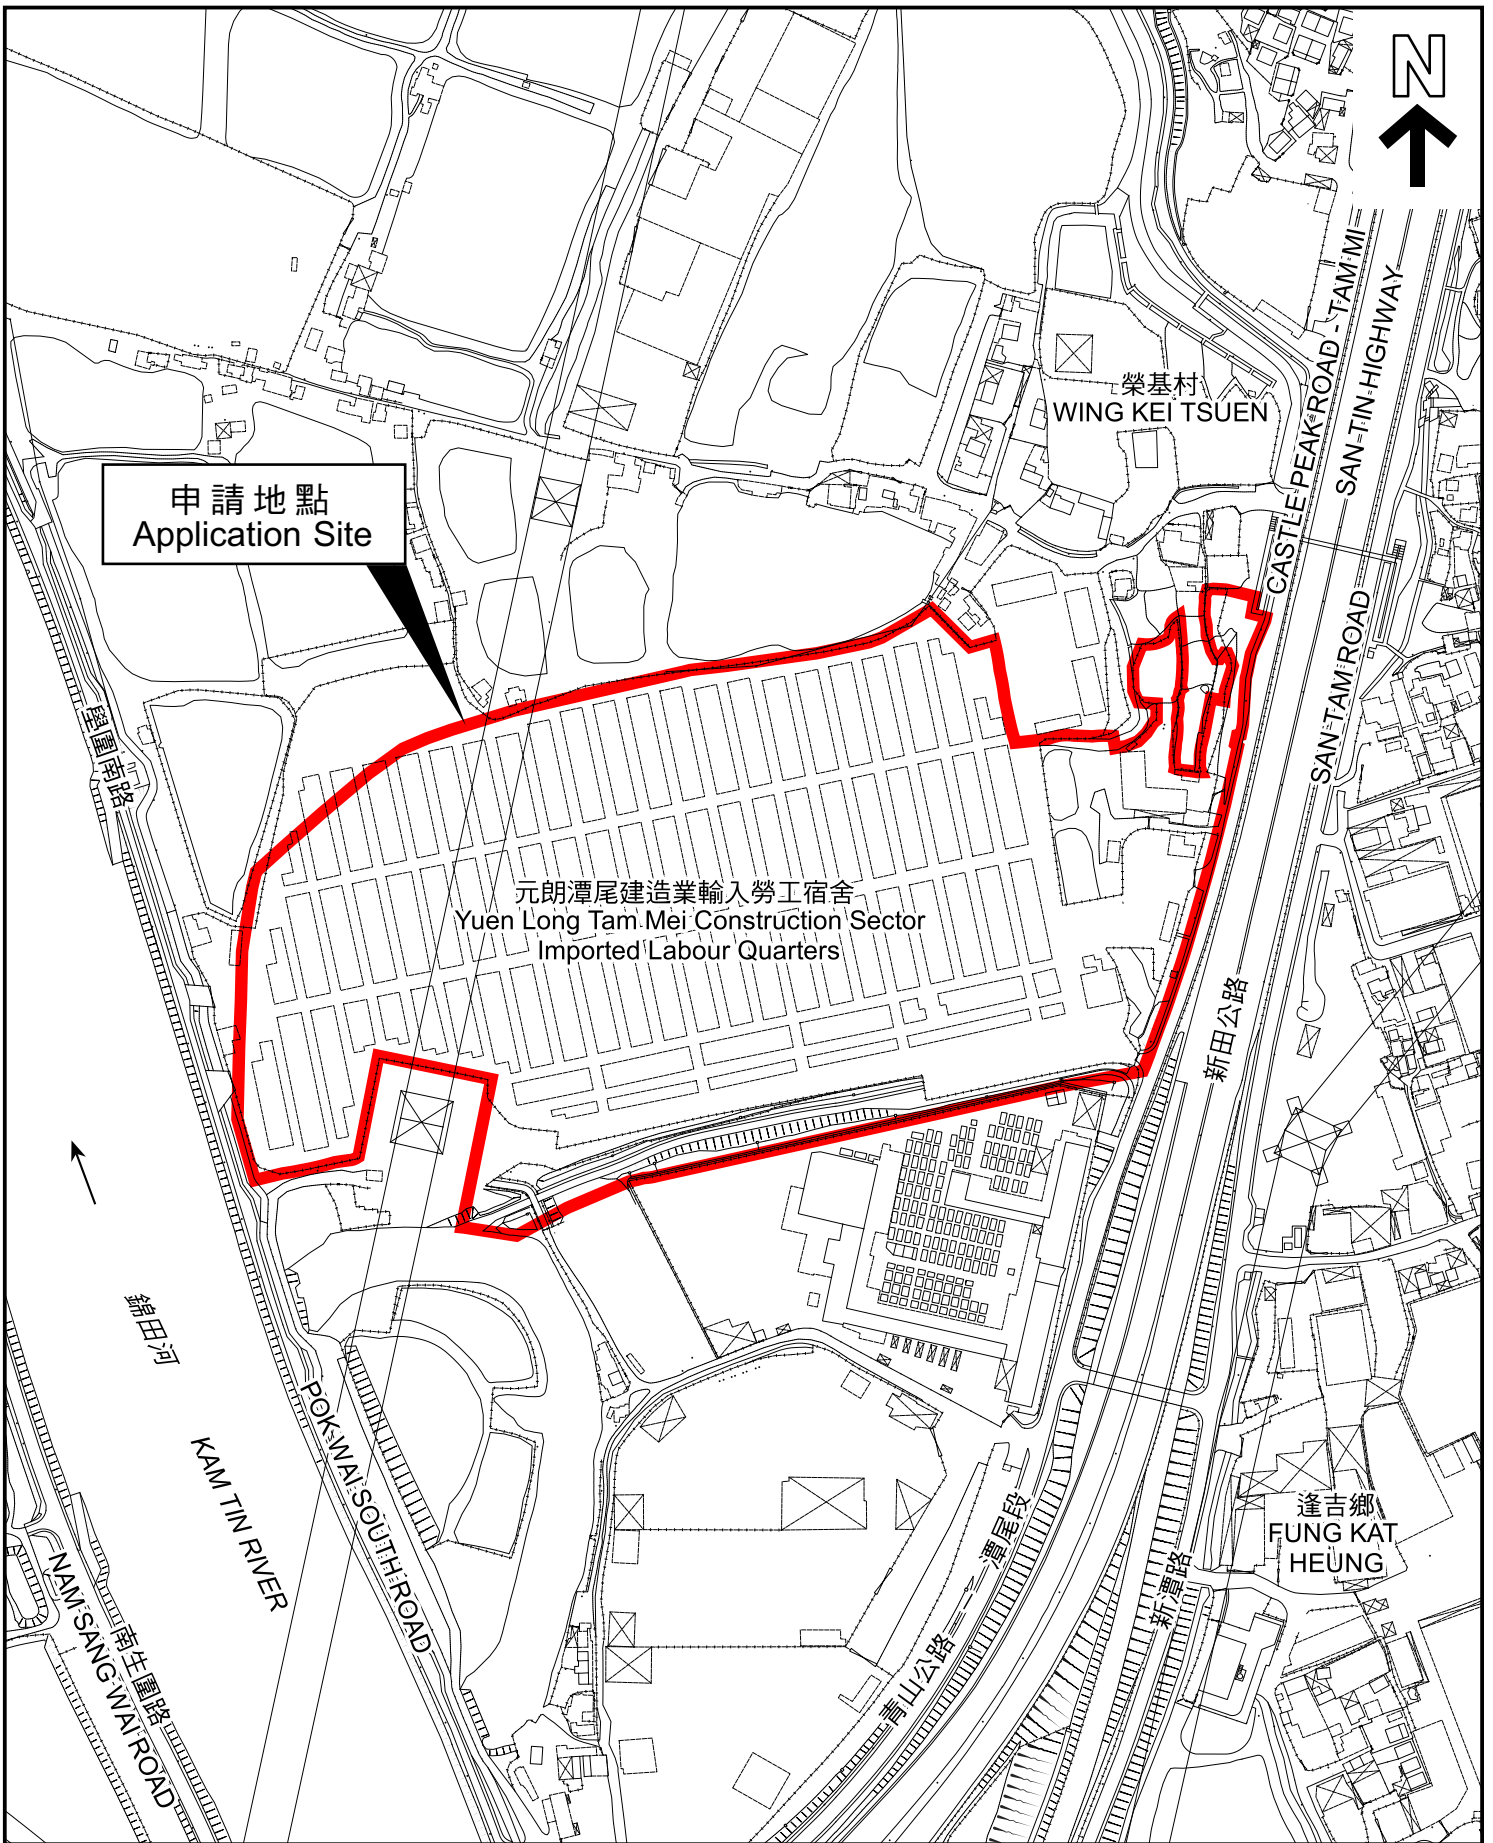 N
CASTLE PEAK ROAD - TAM MI
SAN TIN HIGHWAY
榮基村
WING KEI TSUEN
申請地點
Application Site
SAN TAM ROAD
壆圍南路
元朗潭尾建造業輸入勞工宿舍
Yuen Long Tam Mei Construction Sector
Imported Labour Quarters
新田公路
錦田河
KAM TIN RIVER
POK WAI SOUTH ROAD
逢吉鄉
FUNG KAT
HEUNG
青山公路 — 潭尾段
新潭路
南生圍路
NAM SANG WAI ROAD